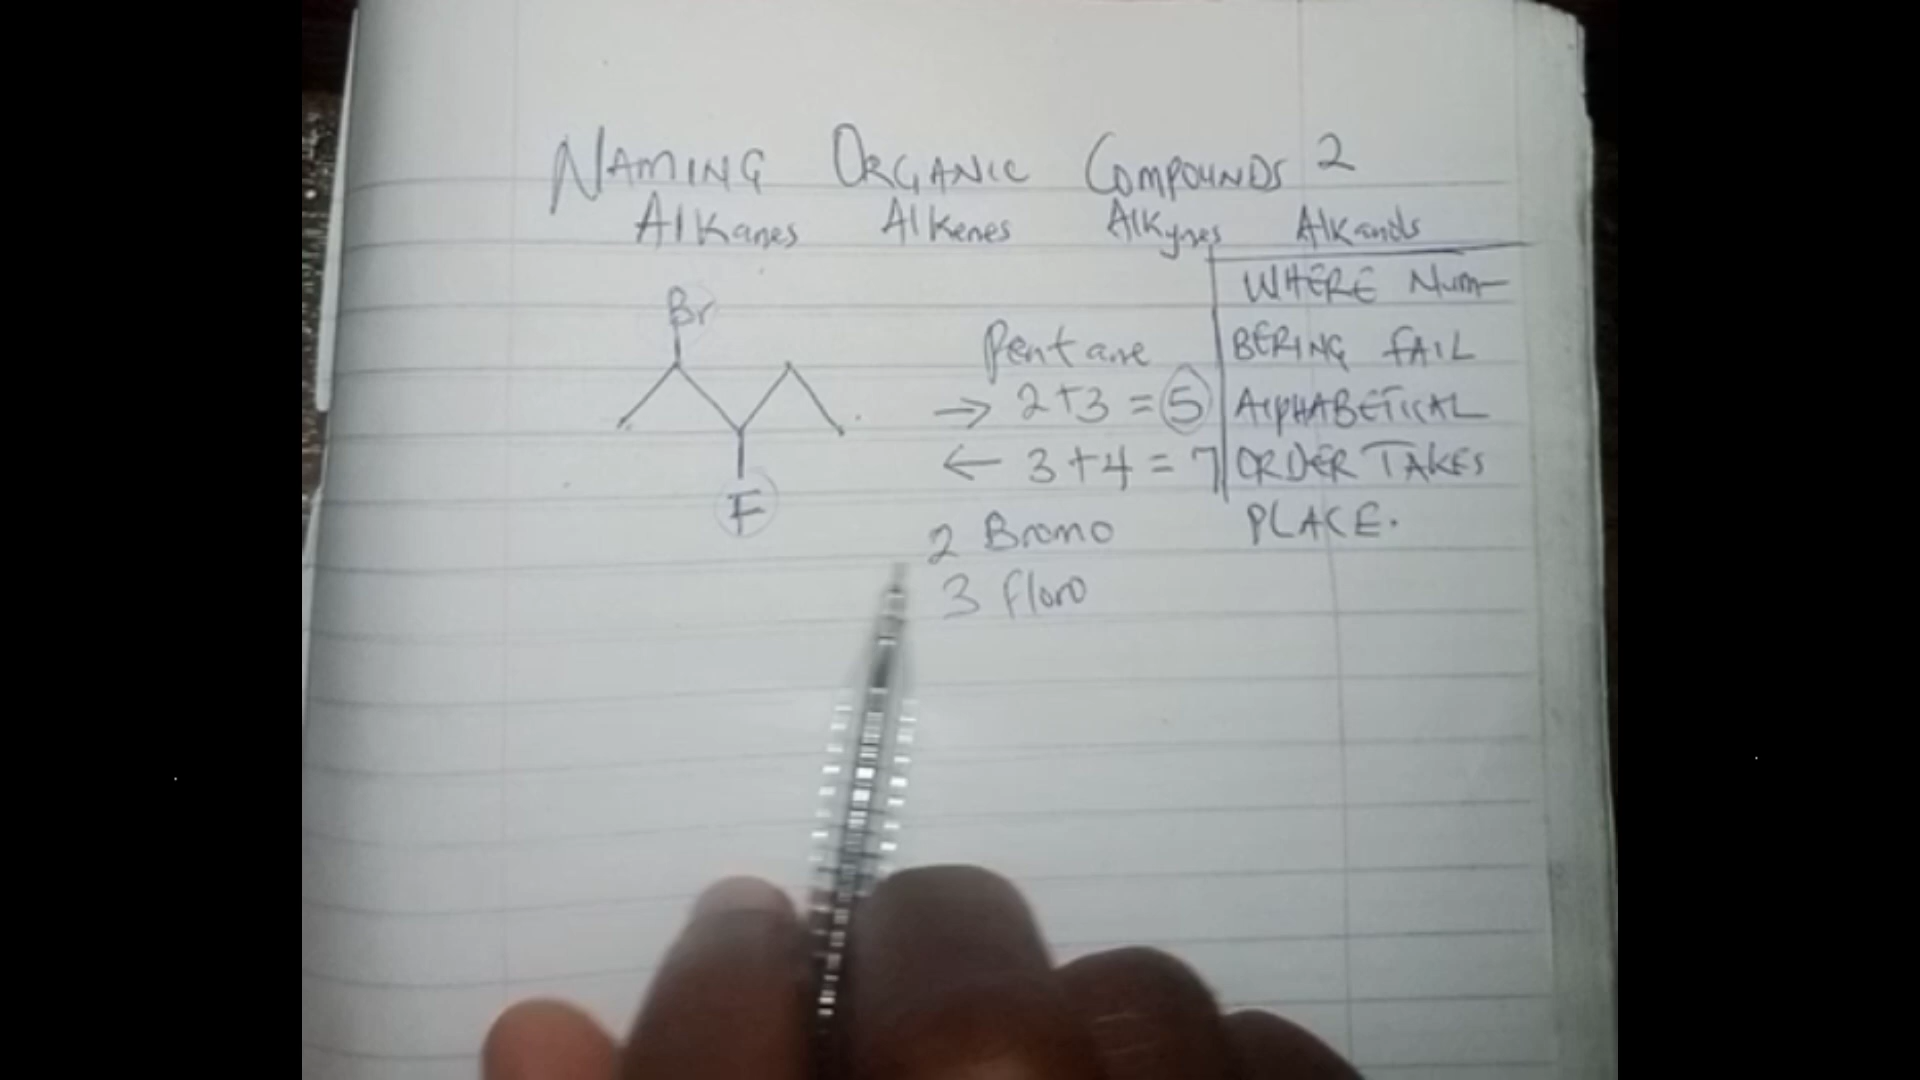 NAMING ORGANIC COMPOUNDS 2
Alkanes Alkenes Alkynes Alkanols
Br
F
Pentane
→ 2+3 = 5
← 3+4 = 7
2 Bromo
3 floro
WHERE NUM-
BERING FAIL
ALPHABETICAL
ORDER TAKES
PLACE.